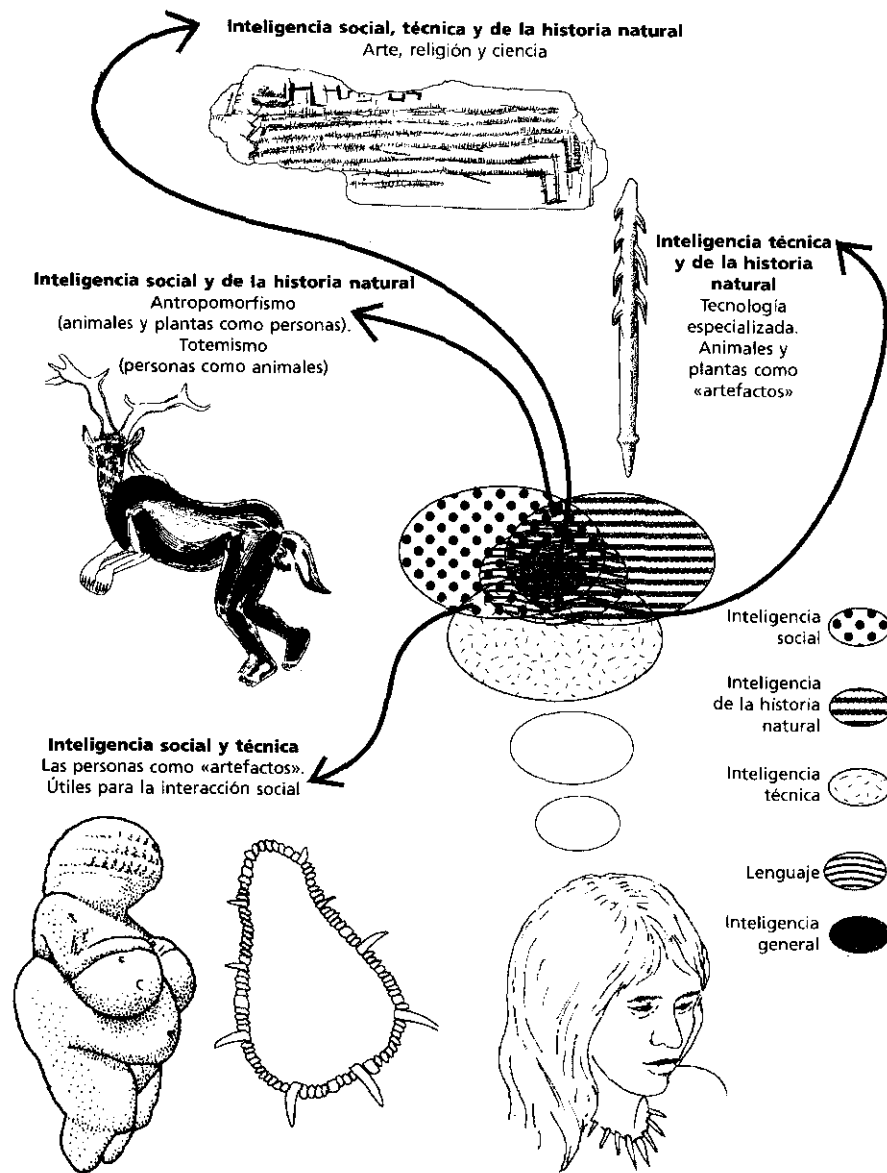 Inteligencia social, técnica y de la historia natural
Arte, religión y ciencia
Inteligencia técnica
y de la historia
natural
Tecnología
especializada.
Animales y
plantas como
«artefactos»
Inteligencia social y de la historia natural
Antropomorfismo
(animales y plantas como personas).
Totemismo
(personas como animales)
Inteligencia social y técnica
Las personas como «artefactos».
Útiles para la interacción social
Inteligencia
social
Inteligencia
de la historia
natural
Inteligencia
técnica
Lenguaje
Inteligencia
general